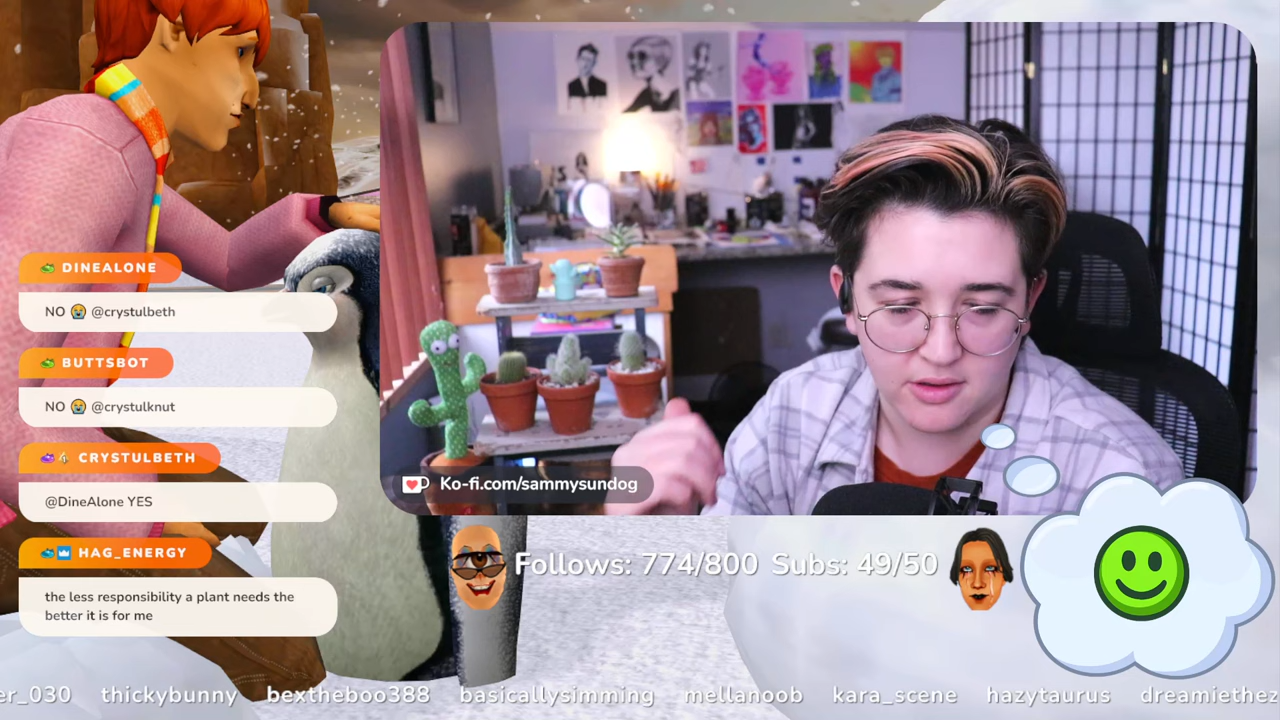 DINEALONE
NO 😭 @crystulbeth
BUTTSBOT
NO 😭 @crystulknut
CRYSTULBETH
@DineAlone YES
HAG_ENERGY
the less responsibility a plant needs the
better it is for me
Ko-fi.com/sammysundog
Follows: 774/800 Subs: 49/50
er_030 thickybunny bextheboo388 basicallysimming mellanoob kara_scene hazytaurus dreamiethez